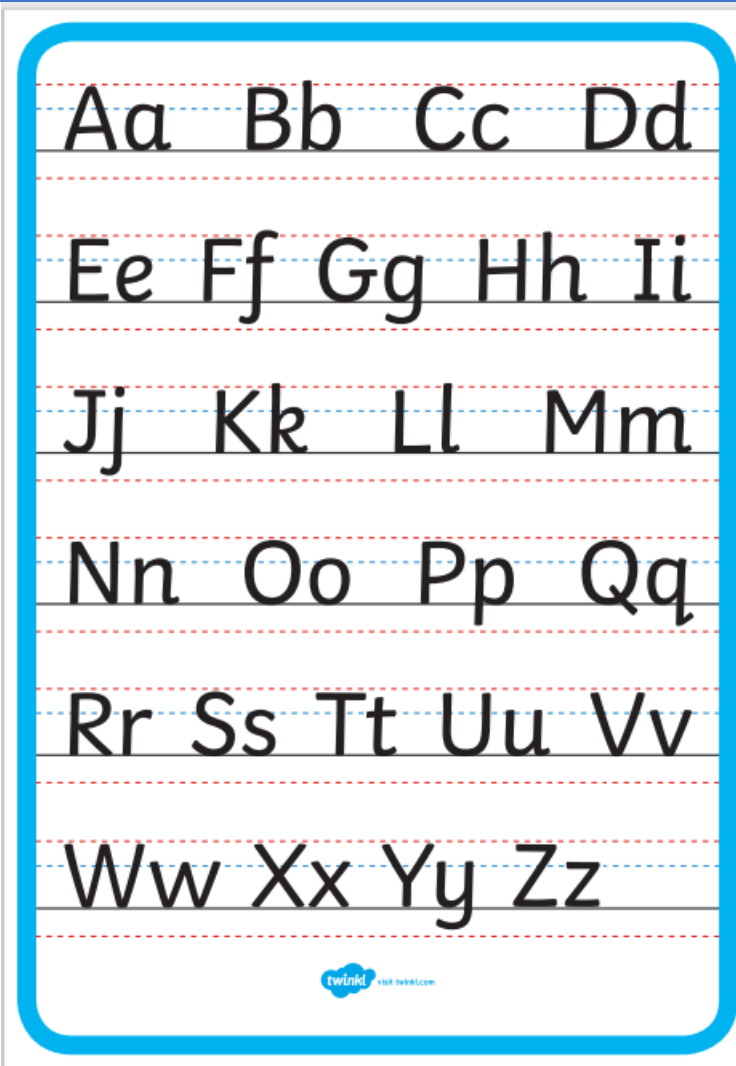 Aa Bb Cc Dd
Ee Ff Gg Hh Ii
Jj Kk Ll Mm
Nn Oo Pp Qq
Rr Ss Tt Uu Vv
Ww Xx Yy Zz
twinkl visit twinkl.com